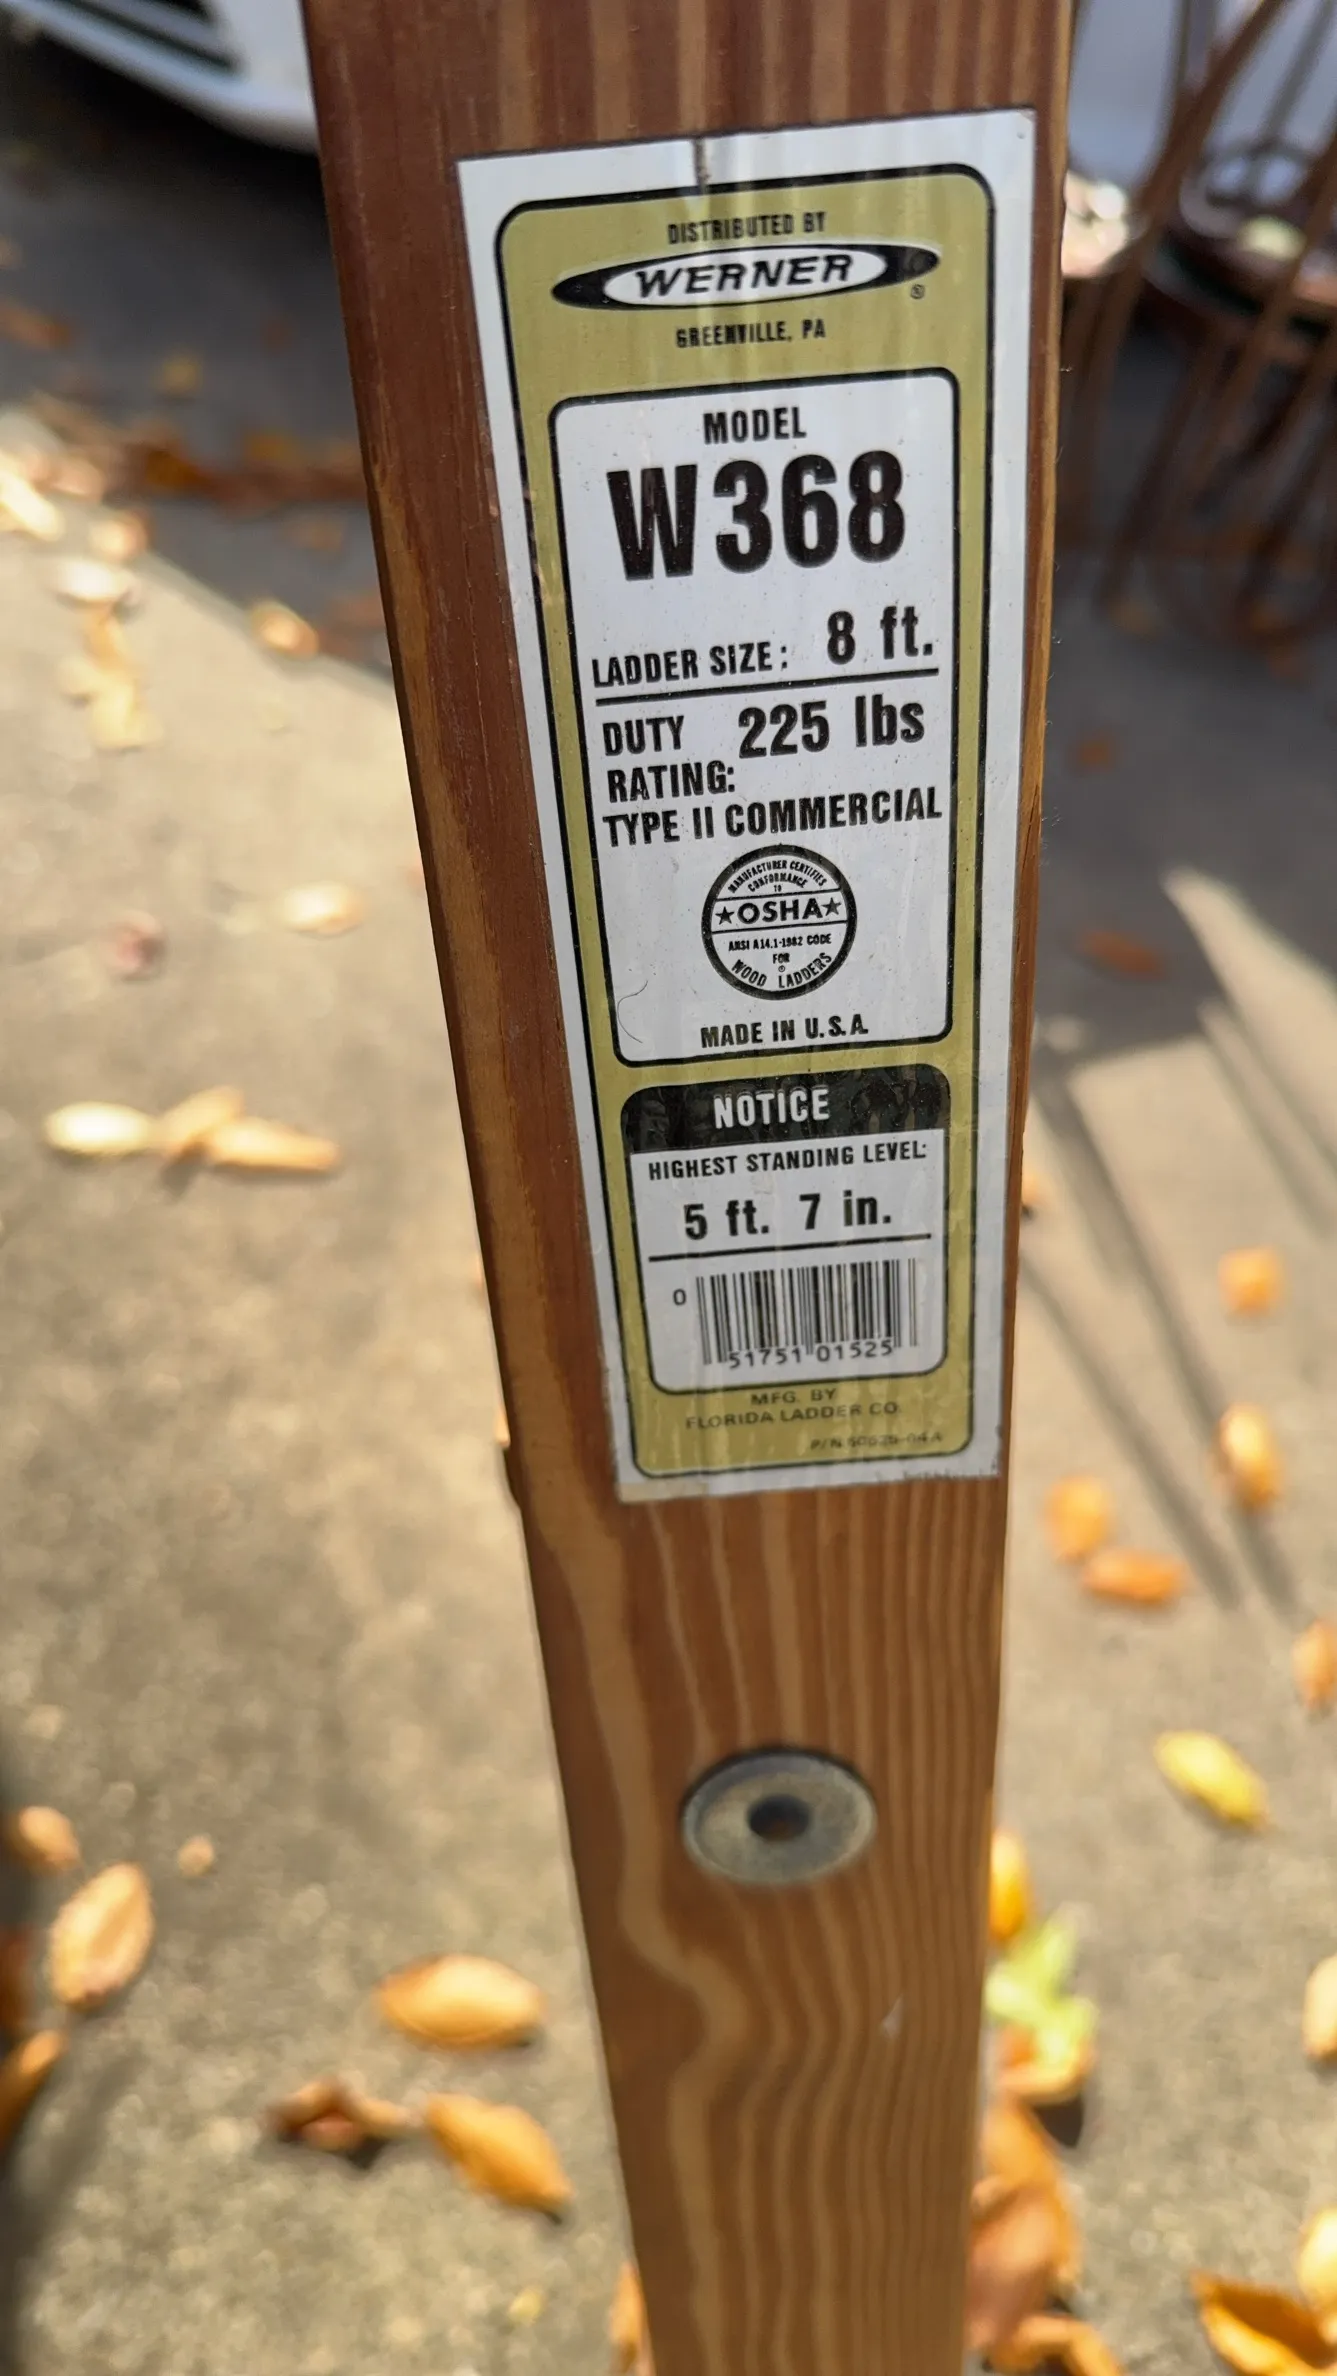 DISTRIBUTED BY
WERNER
®
GREENVILLE, PA
MODEL
W368
LADDER SIZE: 8 ft.
DUTY 225 lbs
RATING:
TYPE II COMMERCIAL
MANUFACTURER CERTIFIES
CONFORMANCE
TO
★OSHA★
ANSI A14.1-1982 CODE
FOR
®
WOOD LADDERS
MADE IN U.S.A.
NOTICE
HIGHEST STANDING LEVEL:
5 ft. 7 in.
0 51751 01525
MFG. BY
FLORIDA LADDER CO.
P/N